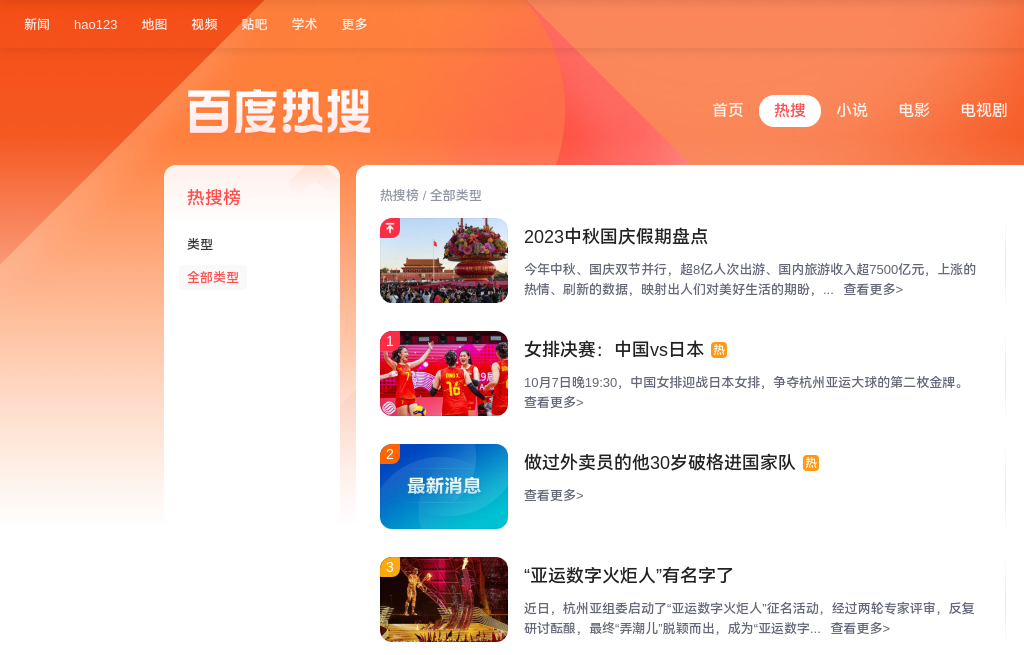 新闻 hao123 地图 视频 贴吧 学术 更多
百度热搜
首页 热搜 小说 电影 电视剧
热搜榜
类型
全部类型
热搜榜 / 全部类型
2023中秋国庆假期盘点
今年中秋、国庆双节并行，超8亿人次出游、国内旅游收入超7500亿元，上涨的
热情、刷新的数据，映射出人们对美好生活的期盼，... 查看更多>
1
女排决赛：中国vs日本 热
10月7日晚19:30，中国女排迎战日本女排，争夺杭州亚运大球的第二枚金牌。
查看更多>
2
最新消息
做过外卖员的他30岁破格进国家队 热
查看更多>
3
“亚运数字火炬人”有名字了
近日，杭州亚组委启动了“亚运数字火炬人”征名活动，经过两轮专家评审，反复
研讨酝酿，最终“弄潮儿”脱颖而出，成为“亚运数字... 查看更多>